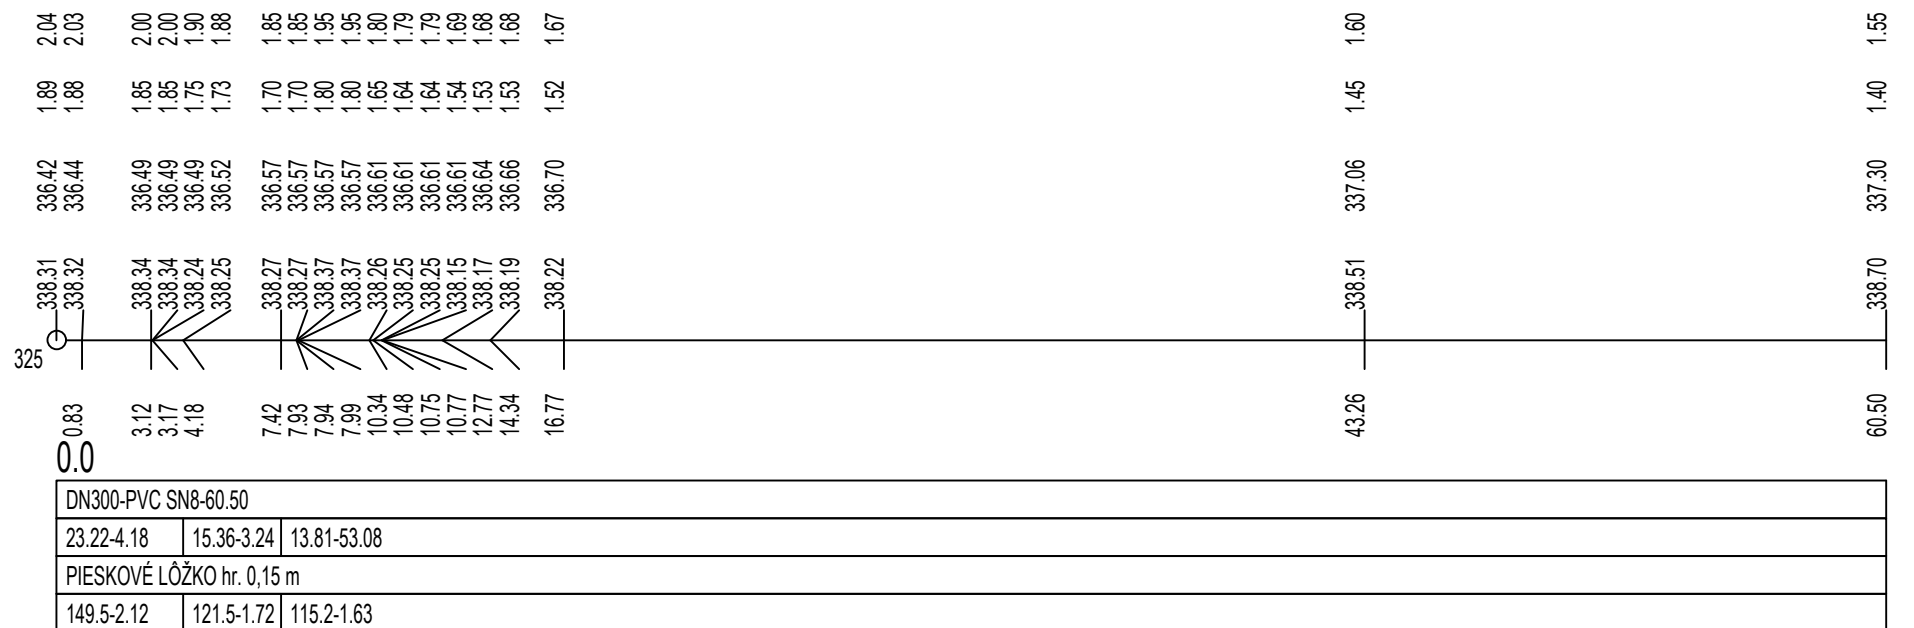 2.04 2.03 2.00 2.00 1.90 1.88 1.85 1.85 1.95 1.95 1.80 1.79 1.79 1.69 1.68 1.68 1.67 1.60 1.55
1.89 1.88 1.85 1.85 1.75 1.73 1.70 1.70 1.80 1.80 1.65 1.64 1.64 1.54 1.53 1.53 1.52 1.45 1.40
336.42 336.44 336.49 336.49 336.49 336.52 336.57 336.57 336.57 336.57 336.61 336.61 336.61 336.61 336.64 336.66 336.70 337.06 337.30
338.31 338.32 338.34 338.34 338.24 338.25 338.27 338.27 338.37 338.37 338.26 338.25 338.25 338.15 338.17 338.19 338.22 338.51 338.70
325
0.83 3.12 3.17 4.18 7.42 7.93 7.94 7.99 10.34 10.48 10.75 10.77 12.77 14.34 16.77 43.26 60.50
0.0
DN300-PVC SN8-60.50
23.22-4.18 15.36-3.24 13.81-53.08
PIESKOVÉ LÔŽKO hr. 0,15 m
149.5-2.12 121.5-1.72 115.2-1.63